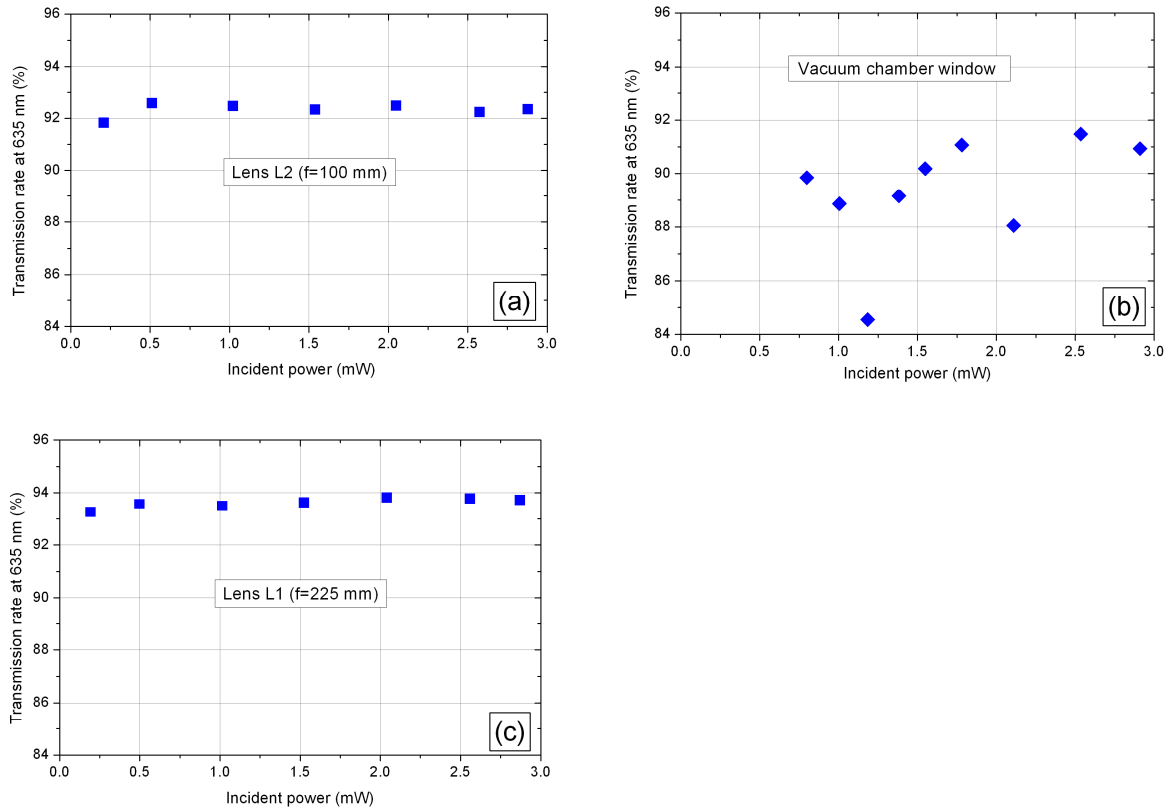 96
94
92
90
88
86
84
Transmission rate at 635 nm (%)
Lens L2 (f=100 mm)
(a)
0.0 0.5 1.0 1.5 2.0 2.5 3.0
Incident power (mW)
96
94
92
90
88
86
84
Transmission rate at 635 nm (%)
Vacuum chamber window
(b)
0.0 0.5 1.0 1.5 2.0 2.5 3.0
Incident power (mW)
96
94
92
90
88
86
84
Transmission rate at 635 nm (%)
Lens L1 (f=225 mm)
(c)
0.0 0.5 1.0 1.5 2.0 2.5 3.0
Incident power (mW)